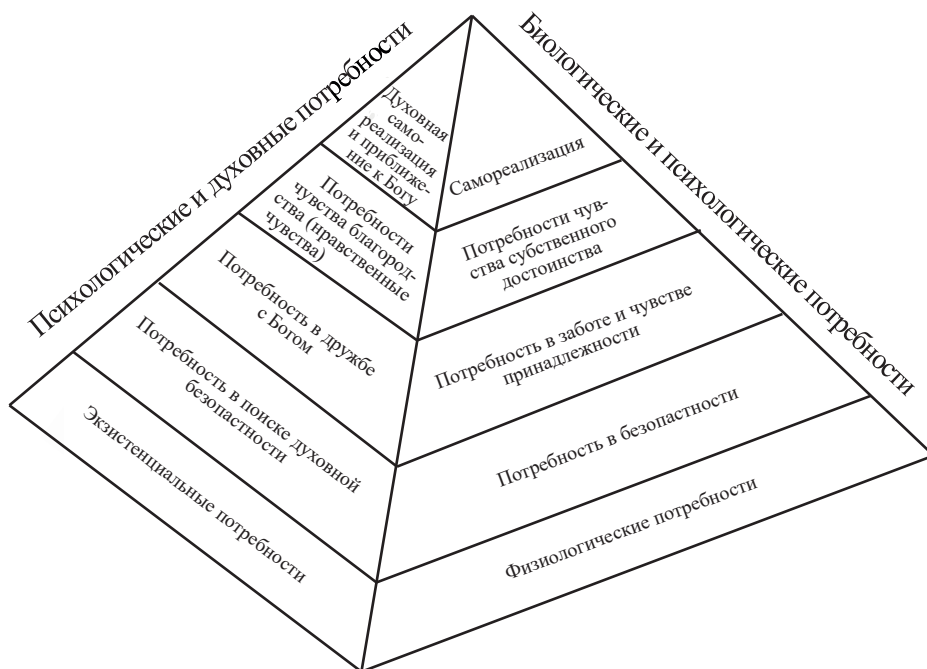 Психологические и духовные потребности
Духовная
само-
реализация
и приближе-
ние к Богу
Потребности
чувства благород-
ства (нравственные
чувства)
Потребность в дружбе
с Богом
Потребность в поиске духовной
безопастности
Экзистенциальные потребности
Биологические и психологические потребности
Самореализация
Потребности чув-
ства субственного
достоинства
Потребность в заботе и чувстве
принадлежности
Потребность в безопастности
Физиологические потребности